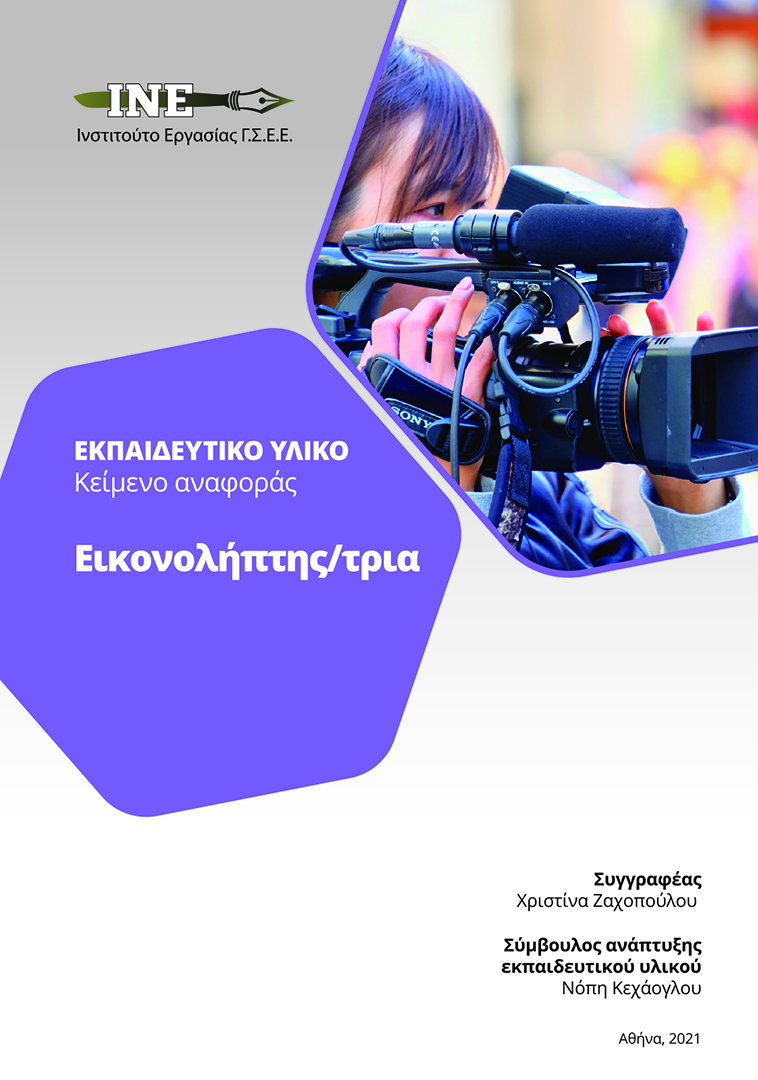 INE
Ινστιτούτο Εργασίας Γ.Σ.Ε.Ε.
SONY
ΕΚΠΑΙΔΕΥΤΙΚΟ ΥΛΙΚΟ
Κείμενο αναφοράς
Εικονολήπτης/τρια
Συγγραφέας
Χριστίνα Ζαχοπούλου
Σύμβουλος ανάπτυξης
εκπαιδευτικού υλικού
Νόπη Κεχάογλου
Αθήνα, 2021